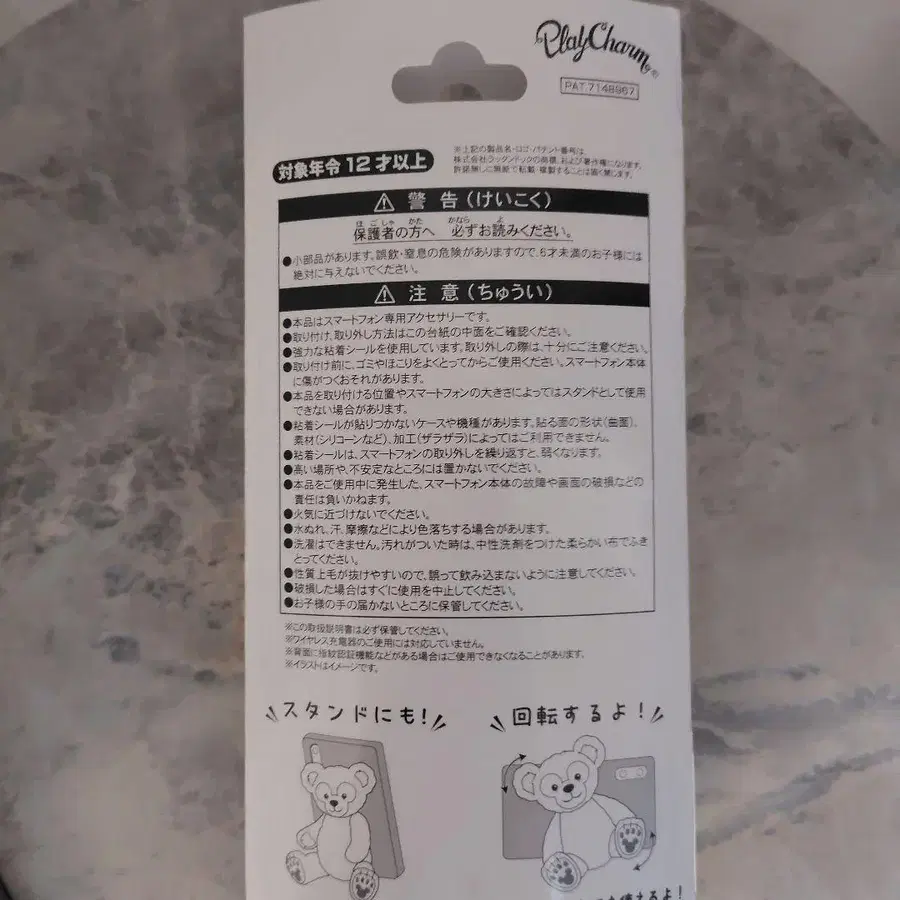 PlayCharm®
PAT.7148967
対象年令12才以上
※上記の製品名・ロゴ・パテント番号は、
株式会社ラッダンドックの商標、および著作権になります。
許諾無しに無断で転載・複製することは固く禁じます。
⚠ 警告(けいこく)
保護者の方へ 必ずお読みください。
●小部品があります。誤飲・窒息の危険がありますので、6才未満のお子様には
絶対に与えないでください。
⚠ 注意(ちゅうい)
●本品はスマートフォン専用アクセサリーです。
●取り付け、取り外し方法はこの台紙の中面をご確認ください。
●強力な粘着シールを使用しています。取り外しの際は、十分にご注意ください。
●取り付け前に、ゴミやほこりをよくとってからご使用ください。スマートフォン本体
に傷がつくおそれがあります。
●本品を取り付ける位置やスマートフォンの大きさによってはスタンドとして使用
できない場合があります。
●粘着シールが貼りつかないケースや機種があります。貼る面の形状(曲面)、
素材(シリコーンなど)、加工(ザラザラ)によってはご利用できません。
●粘着シールは、スマートフォンの取り外しを繰り返すと、弱くなります。
●高い場所や、不安定なところには置かないでください。
●本品をご使用中に発生した、スマートフォン本体の故障や画面の破損などの
責任は負いかねます。
●火気に近づけないでください。
●水ぬれ、汗、摩擦などにより色落ちする場合があります。
●洗濯はできません。汚れがついた時は、中性洗剤をつけた柔らかい布でふき
とってください。
●性質上毛が抜けやすいので、誤って飲み込まないように注意してください。
●破損した場合はすぐに使用を中止してください。
●お子様の手の届かないところに保管してください。
※この取扱説明書は必ず保管してください。
※ワイヤレス充電器のご使用には対応していません。
※背面に指紋認証機能などがある場合はご使用できなくなることがあります。
※イラストはイメージです。
スタンドにも!
回転するよ!